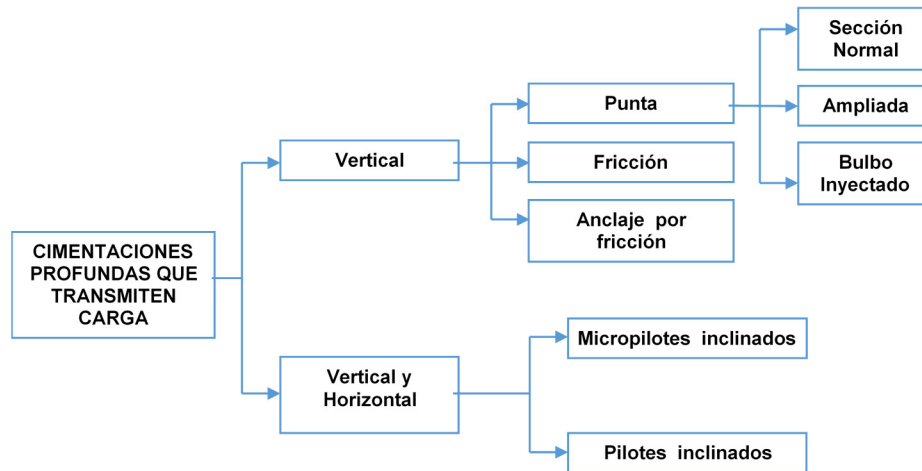 CIMENTACIONES
PROFUNDAS QUE
TRANSMITEN
CARGA
Vertical
Punta
Sección
Normal
Ampliada
Bulbo
Inyectado
Fricción
Anclaje por
fricción
Vertical y
Horizontal
Micropilotes inclinados
Pilotes inclinados